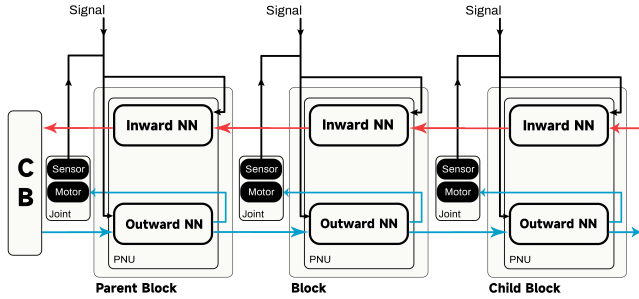 Signal Signal Signal
Inward NN Inward NN Inward NN
C
B
Sensor Sensor Sensor
Motor Motor Motor
Joint Joint Joint
Outward NN Outward NN Outward NN
PNU PNU PNU
Parent Block Block Child Block